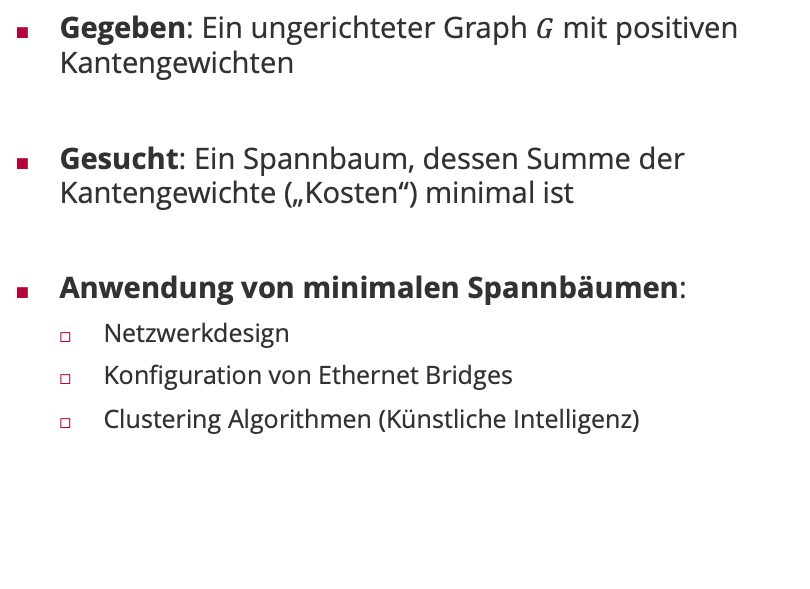 Gegeben: Ein ungerichteter Graph G mit positiven
Kantengewichten
Gesucht: Ein Spannbaum, dessen Summe der
Kantengewichte („Kosten“) minimal ist
Anwendung von minimalen Spannbäumen:
Netzwerkdesign
Konfiguration von Ethernet Bridges
Clustering Algorithmen (Künstliche Intelligenz)